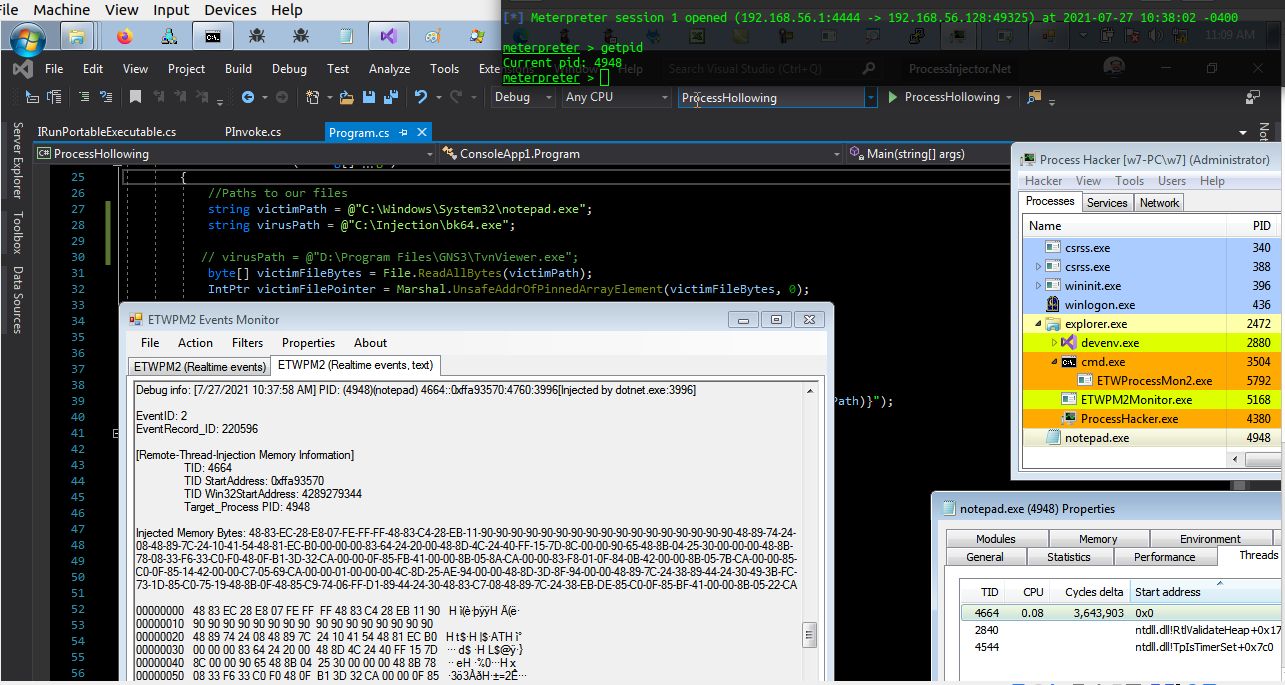 File Machine View Input Devices Help
[*] Meterpreter session 1 opened (192.168.56.1:4444 -> 192.168.56.128:49325) at 2021-07-27 10:38:02 -0400
11:09 AM
meterpreter > getpid
Current pid: 4948
meterpreter >
File Edit View Project Build Debug Test Analyze Tools Window Help Search Visual Studio (Ctrl+Q) ProcessInjector.Net
Debug Any CPU ProcessHollowing ProcessHollowing
IRunPortableExecutable.cs PInvoke.cs Program.cs
ProcessHollowing ConsoleApp1.Program Main(string[] args)
Server Explorer
Toolbox
Data Sources
25 {
26 //Paths to our files
27 string victimPath = @"C:\Windows\System32\notepad.exe";
28 string virusPath = @"C:\Injection\bk64.exe";
29
30 // virusPath = @"D:\Program Files\GNS3\TvnViewer.exe";
31 byte[] victimFileBytes = File.ReadAllBytes(victimPath);
32 IntPtr victimFilePointer = Marshal.UnsafeAddrOfPinnedArrayElement(victimFileBytes, 0);
33
34
35
36
37
38
39 Path)}");
40
41
42
43
44
45
46
47
48
49
50
51
52
53
54
55
56
ETWPM2 Events Monitor
File Action Filters Properties About
ETWPM2 (Realtime events) ETWPM2 (Realtime events, text)
Debug info: [7/27/2021 10:37:58 AM] PID: (4948)(notepad) 4664::0xffa93570:4760:3996[Injected by dotnet.exe:3996]
EventID: 2
EventRecord_ID: 220596
[Remote-Thread-Injection Memory Information]
TID: 4664
TID StartAddress: 0xffa93570
TID Win32StartAddress: 4289279344
Target_Process PID: 4948
Injected Memory Bytes: 48-83-EC-28-E8-07-FE-FF-FF-48-83-C4-28-EB-11-90-90-90-90-90-90-90-90-90-90-90-90-90-90-90-90-90-90-48-89-74-24-
08-48-89-7C-24-10-41-54-48-81-EC-B0-00-00-00-83-64-24-20-00-48-8D-4C-24-40-FF-15-7D-8C-00-00-90-65-48-8B-04-25-30-00-00-00-48-8B-
78-08-33-F6-33-C0-F0-48-0F-B1-3D-32-CA-00-00-0F-85-FB-41-00-00-8B-05-8A-CA-00-00-83-F8-01-0F-84-0B-42-00-00-8B-05-7B-CA-00-00-85-
C0-0F-85-14-42-00-00-C7-05-69-CA-00-00-01-00-00-00-4C-8D-25-AE-94-00-00-48-8D-3D-8F-94-00-00-48-89-7C-24-38-89-44-24-30-49-3B-FC-
73-1D-85-C0-75-19-48-8B-0F-48-85-C9-74-06-FF-D1-89-44-24-30-48-83-C7-08-48-89-7C-24-38-EB-DE-85-C0-0F-85-BF-41-00-00-8B-05-22-CA
00000000 48 83 EC 28 E8 07 FE FF FF 48 83 C4 28 EB 11 90
00000010 90 90 90 90 90 90 90 90 90 90 90 90 90 90 90 90
00000020 48 89 74 24 08 48 89 7C 24 10 41 54 48 81 EC B0
00000030 00 00 00 83 64 24 20 00 48 8D 4C 24 40 FF 15 7D
00000040 8C 00 00 90 65 48 8B 04 25 30 00 00 00 48 8B 78
00000050 08 33 F6 33 C0 F0 48 0F B1 3D 32 CA 00 00 0F 85
Process Hacker [w7-PC\w7] (Administrator)
Hacker View Tools Users Help
Processes Services Network
Name PID
csrss.exe 340
csrss.exe 388
wininit.exe 396
winlogon.exe 436
explorer.exe 2472
devenv.exe 2880
cmd.exe 3504
ETWProcessMon2.exe 5792
ETWPM2Monitor.exe 5168
ProcessHacker.exe 4380
notepad.exe 4948
notepad.exe (4948) Properties
Modules Memory Environment
General Statistics Performance Threads
TID CPU Cycles delta Start address
4664 0.08 3,643,903 0x0
2840 ntdll.dll!RtlValidateHeap+0x17
4544 ntdll.dll!TpIsTimerSet+0x7c0